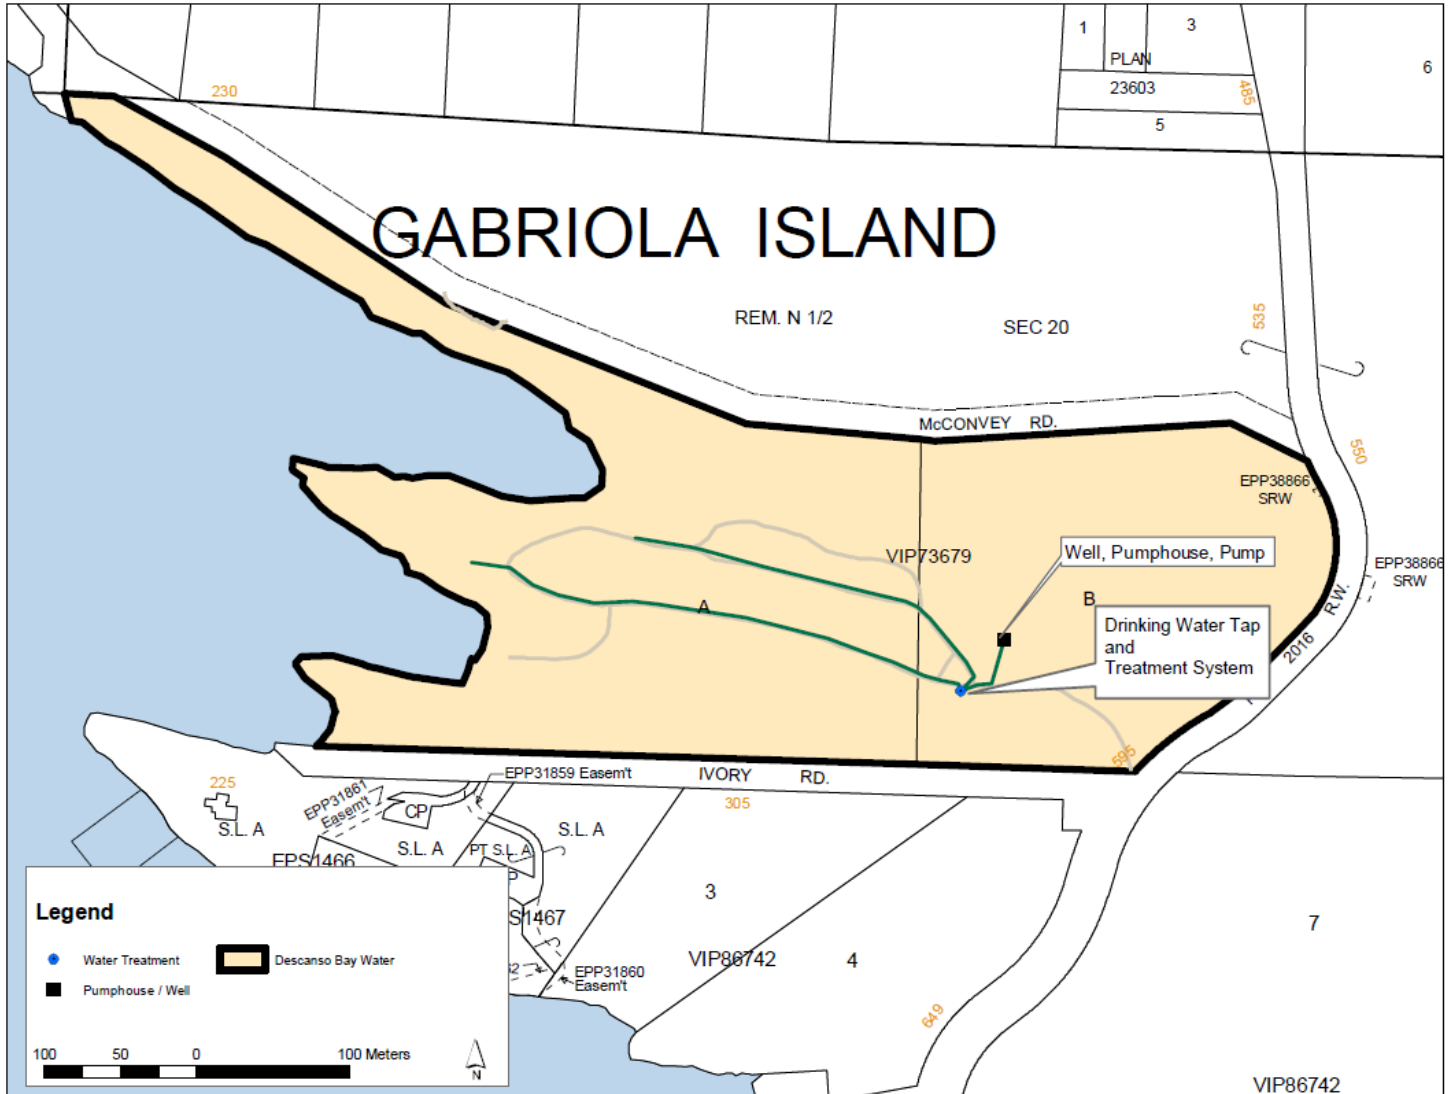 1
3
PLAN
6
230
23603
485
5
GABRIOLA ISLAND
REM. N 1/2
SEC 20
535
McCONVEY RD.
550
EPP38866
SRW
VIP73679
Well, Pumphouse, Pump
EPP38866
SRW
A
B
R.W.
Drinking Water Tap
and
Treatment System
2016
595
EPP31859 Easem't
IVORY RD.
225
EPP31861
Easem't
305
CP
S.L. A
S.L. A
PT S.L. A
S.L. A
EPS1466
P
3
S1467
7
VIP86742
4
EPP31860
Easem't
649
VIP86742
Legend
Water Treatment
Descanso Bay Water
Pumphouse / Well
100 50 0 100 Meters
N